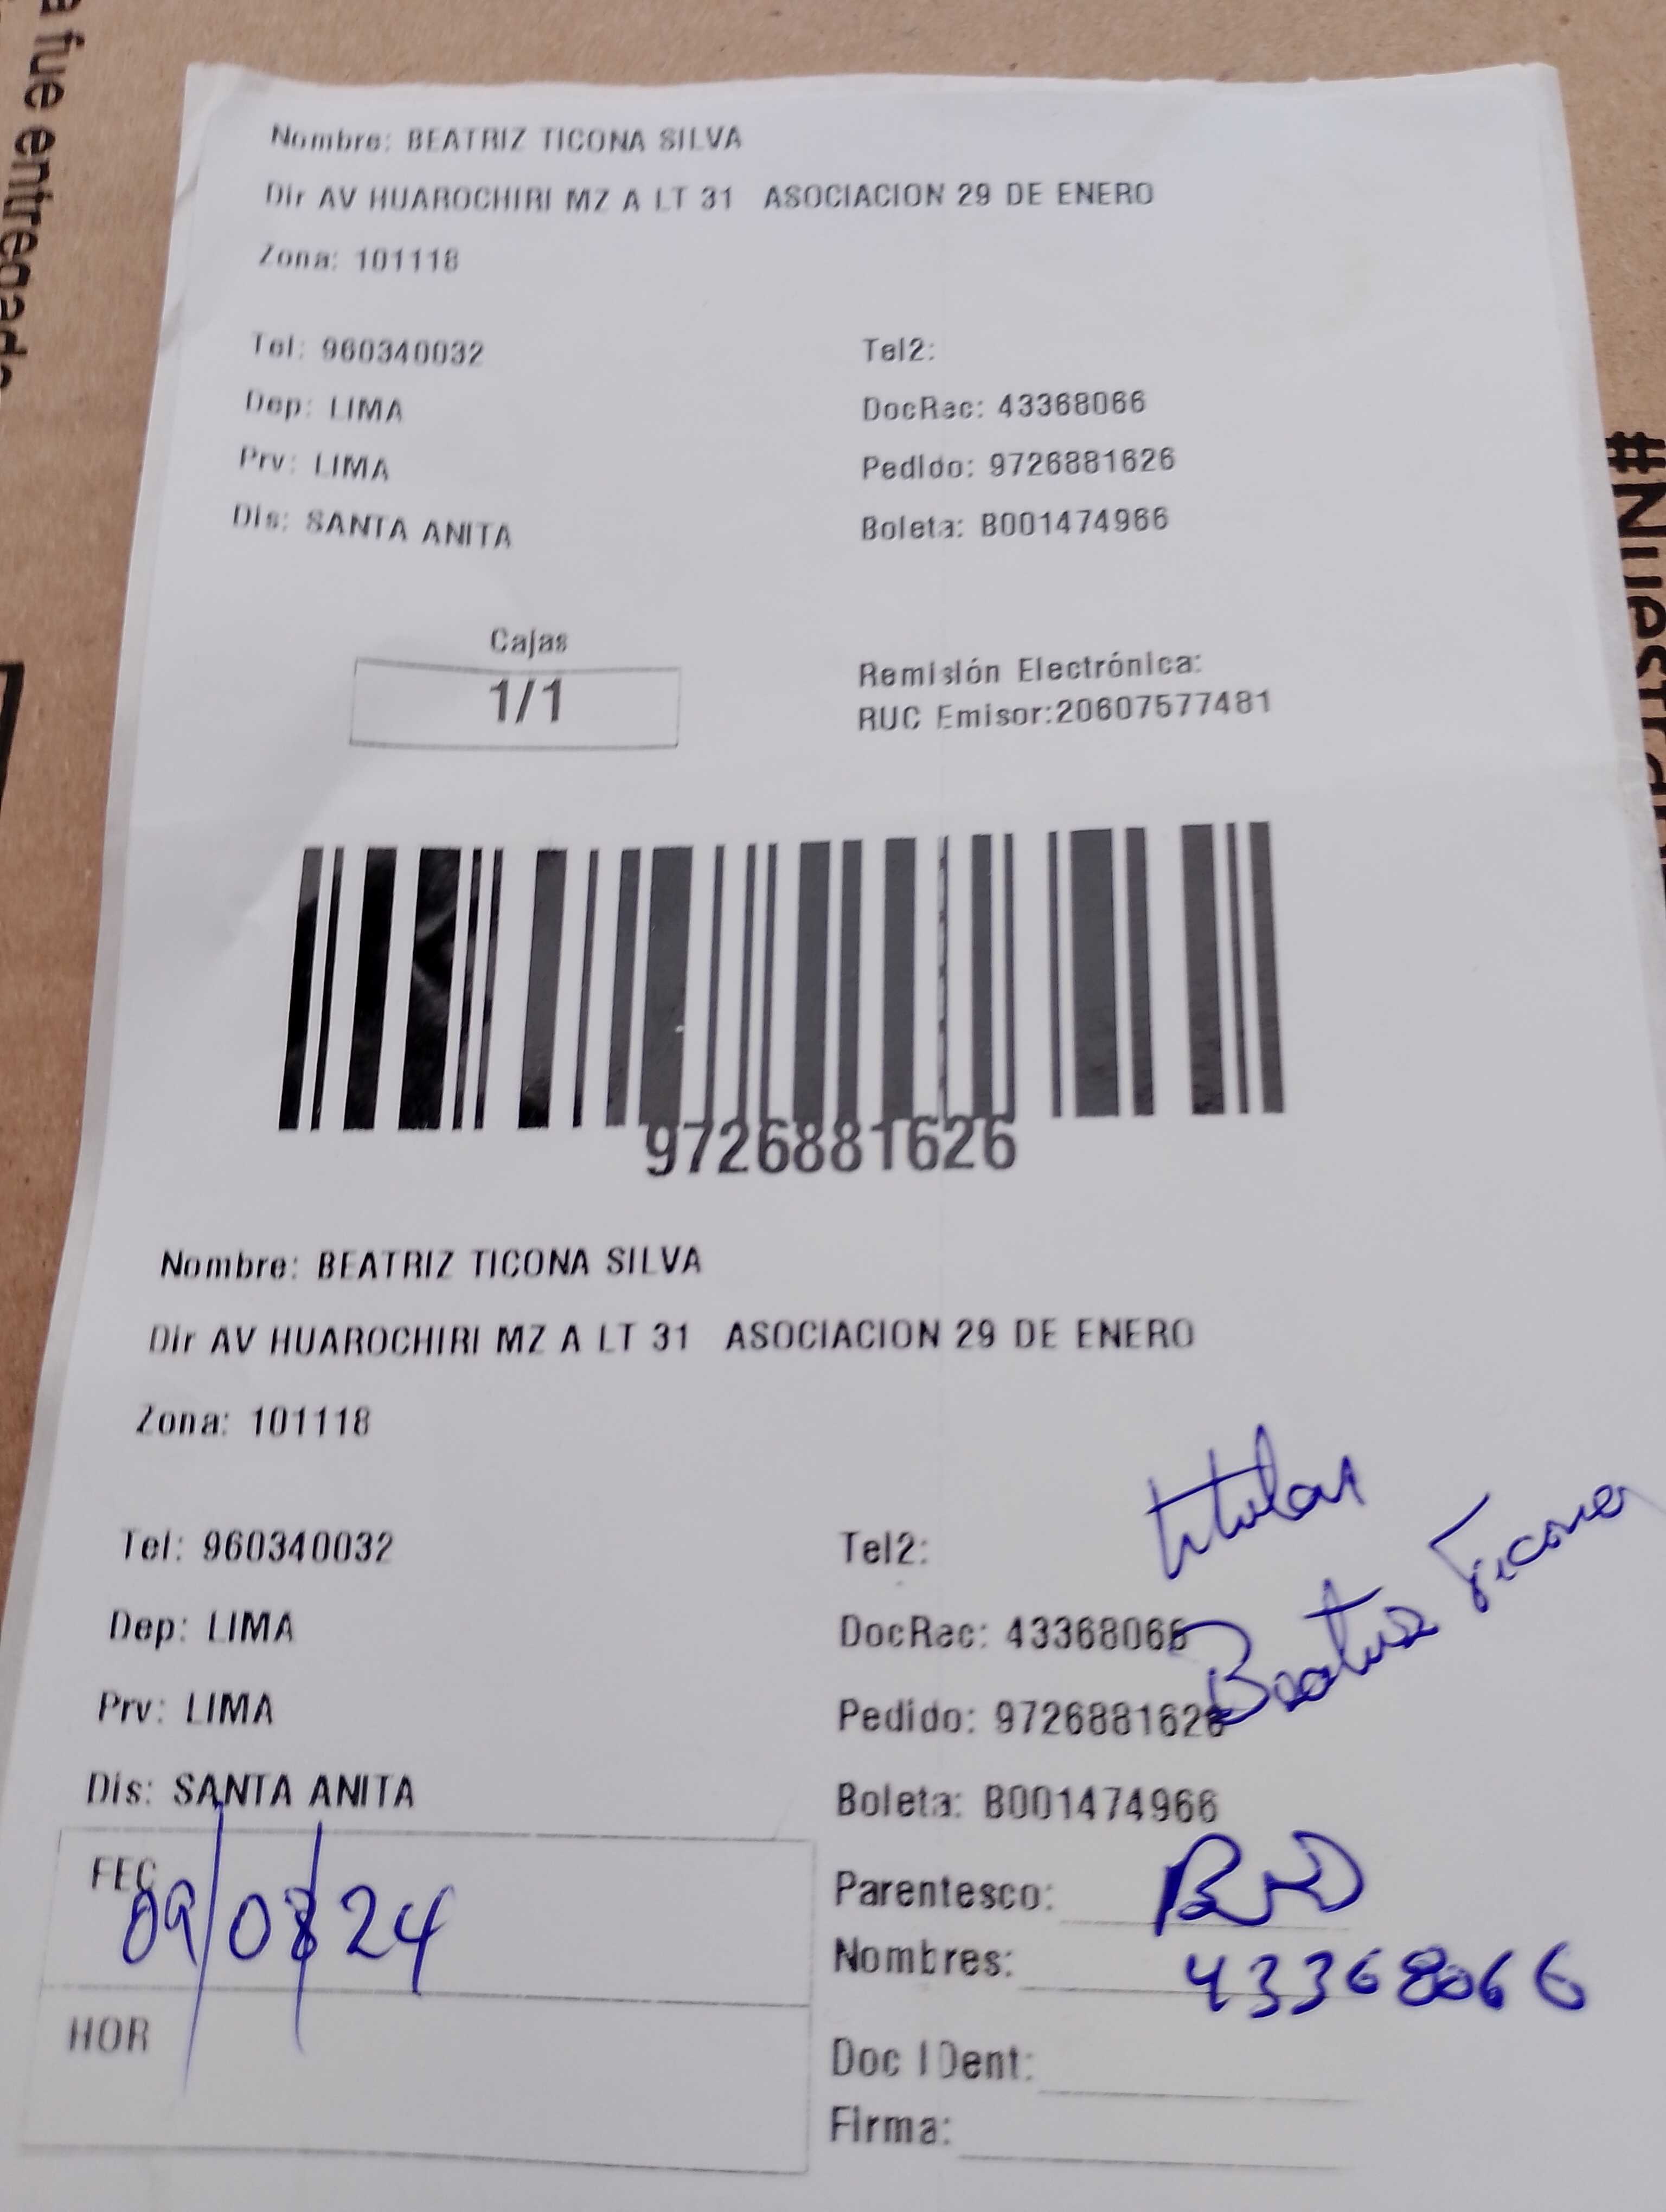 a fue entregada
#Nuestra
Nombre: BEATRIZ TICONA SILVA
Dir AV HUAROCHIRI MZ A LT 31 ASOCIACION 29 DE ENERO
Zona: 101118
Tel: 960340032 Tel2:
Dep: LIMA DocRec: 43368066
Prv: LIMA Pedido: 9726881626
Dis: SANTA ANITA Boleta: B001474966
Cajas
1/1
Remisión Electrónica:
RUC Emisor:20607577481
9726881626
Nombre: BEATRIZ TICONA SILVA
Dir AV HUAROCHIRI MZ A LT 31 ASOCIACION 29 DE ENERO
Zona: 101118
titular
Beatriz Ticona
Tel: 960340032 Tel2:
Dep: LIMA DocRec: 43368066
Prv: LIMA Pedido: 9726881626
Dis: SANTA ANITA Boleta: B001474966
FEC 09/08/24
HOR
Parentesco:
Nombres: 43368066
Doc IDent:
Firma: